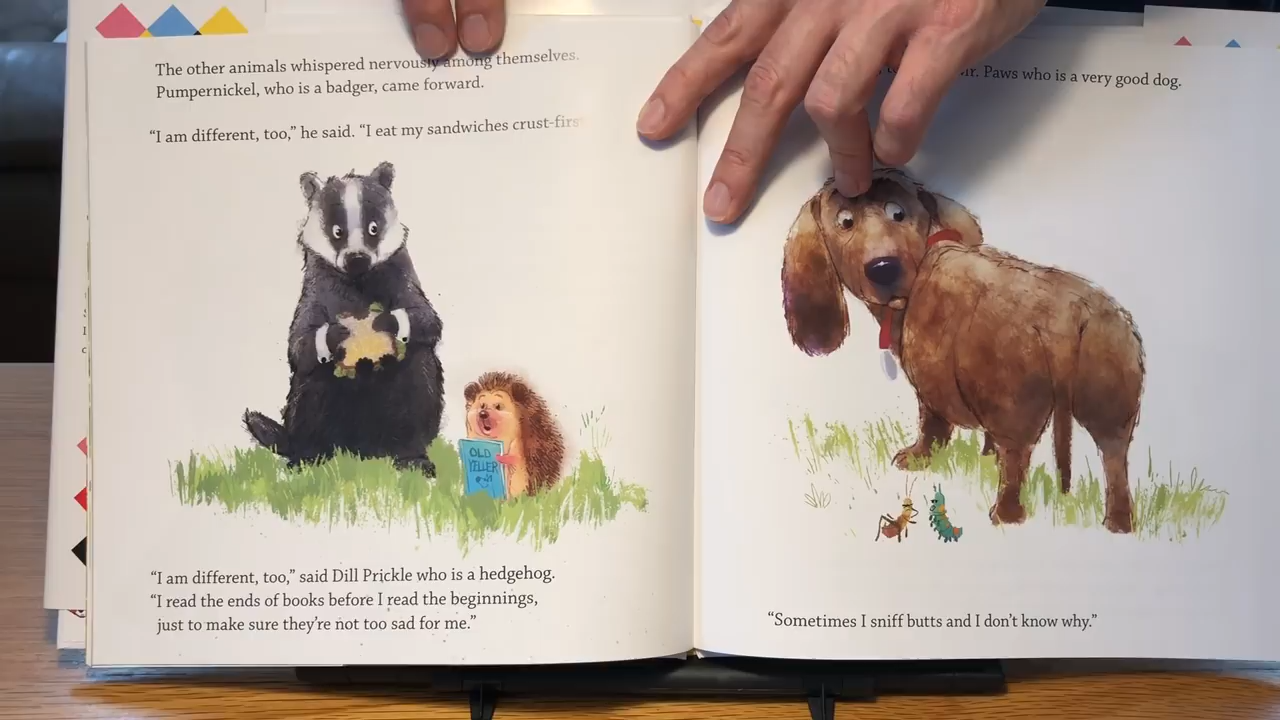 The other animals whispered nervously among themselves.
Pumpernickel, who is a badger, came forward.
“I am different, too,” he said. “I eat my sandwiches crust-firs
OLD
YELLER
“I am different, too,” said Dill Prickle who is a hedgehog.
“I read the ends of books before I read the beginnings,
just to make sure they’re not too sad for me.”
Paws who is a very good dog.
“Sometimes I sniff butts and I don’t know why.”